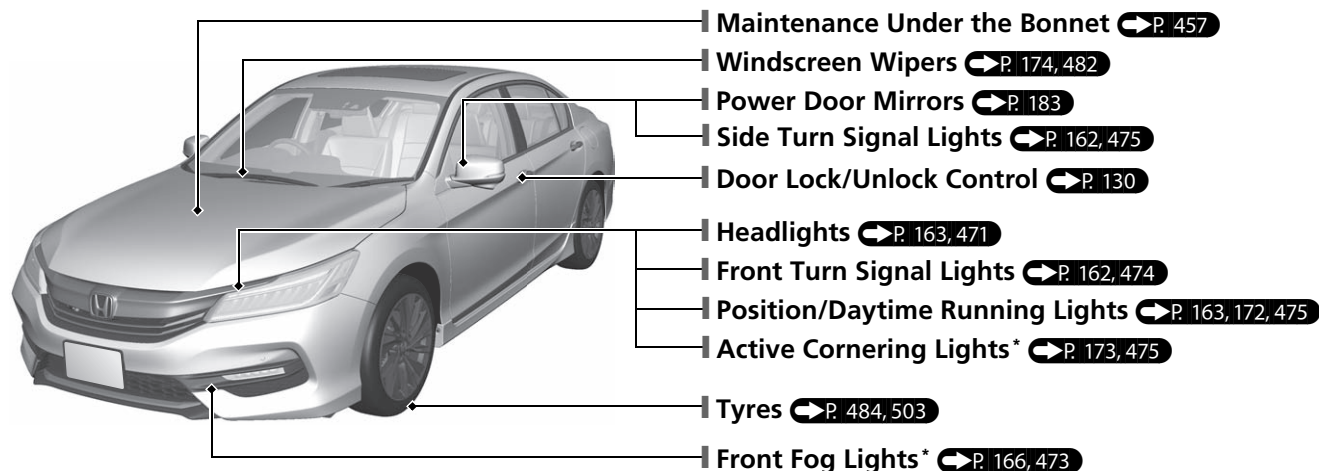 Maintenance Under the Bonnet P. 457
Windscreen Wipers P. 174, 482
Power Door Mirrors P. 183
Side Turn Signal Lights P. 162, 475
Door Lock/Unlock Control P. 130
Headlights P. 163, 471
Front Turn Signal Lights P. 162, 474
Position/Daytime Running Lights P. 163, 172, 475
Active Cornering Lights* P. 173, 475
Tyres P. 484, 503
Front Fog Lights* P. 166, 473